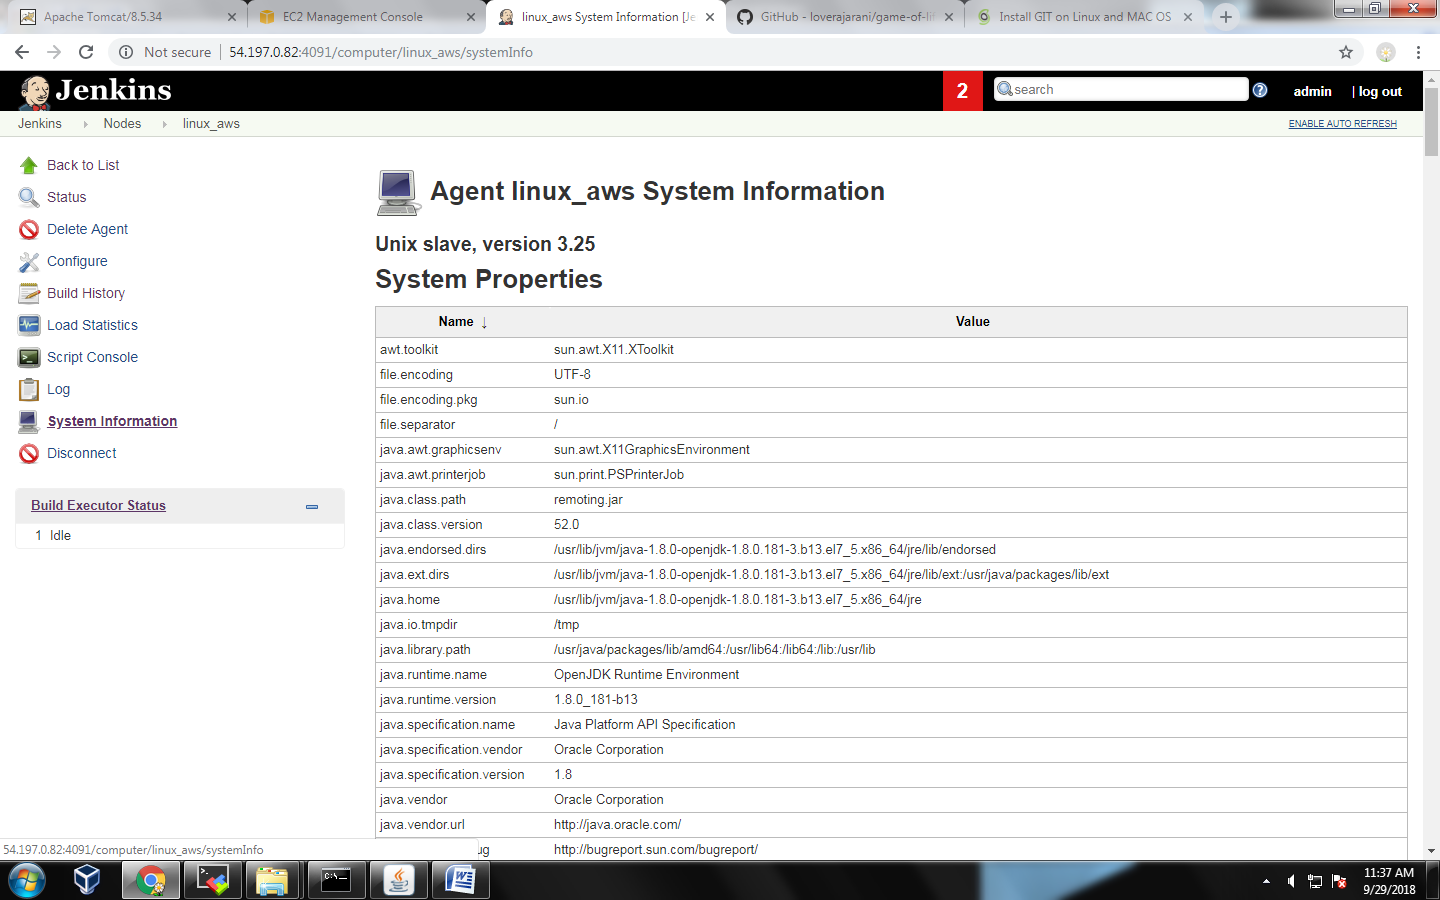 Apache Tomcat/8.5.34
EC2 Management Console
linux_aws System Information [Je
GitHub - loverajarani/game-of-lif
Install GIT on Linux and MAC OS
Not secure
54.197.0.82:4091/computer/linux_aws/systemInfo
Jenkins
2
search
admin
| log out
Jenkins
Nodes
linux_aws
ENABLE AUTO REFRESH
Back to List
Status
Delete Agent
Configure
Build History
Load Statistics
Script Console
Log
System Information
Disconnect
Build Executor Status
1 Idle
Agent linux_aws System Information
Unix slave, version 3.25
System Properties
Name ↓ Value
awt.toolkit sun.awt.X11.XToolkit
file.encoding UTF-8
file.encoding.pkg sun.io
file.separator /
java.awt.graphicsenv sun.awt.X11GraphicsEnvironment
java.awt.printerjob sun.print.PSPrinterJob
java.class.path remoting.jar
java.class.version 52.0
java.endorsed.dirs /usr/lib/jvm/java-1.8.0-openjdk-1.8.0.181-3.b13.el7_5.x86_64/jre/lib/endorsed
java.ext.dirs /usr/lib/jvm/java-1.8.0-openjdk-1.8.0.181-3.b13.el7_5.x86_64/jre/lib/ext:/usr/java/packages/lib/ext
java.home /usr/lib/jvm/java-1.8.0-openjdk-1.8.0.181-3.b13.el7_5.x86_64/jre
java.io.tmpdir /tmp
java.library.path /usr/java/packages/lib/amd64:/usr/lib64:/lib64:/lib:/usr/lib
java.runtime.name OpenJDK Runtime Environment
java.runtime.version 1.8.0_181-b13
java.specification.name Java Platform API Specification
java.specification.vendor Oracle Corporation
java.specification.version 1.8
java.vendor Oracle Corporation
java.vendor.url http://java.oracle.com/
ug http://bugreport.sun.com/bugreport/
54.197.0.82:4091/computer/linux_aws/systemInfo
11:37 AM
9/29/2018